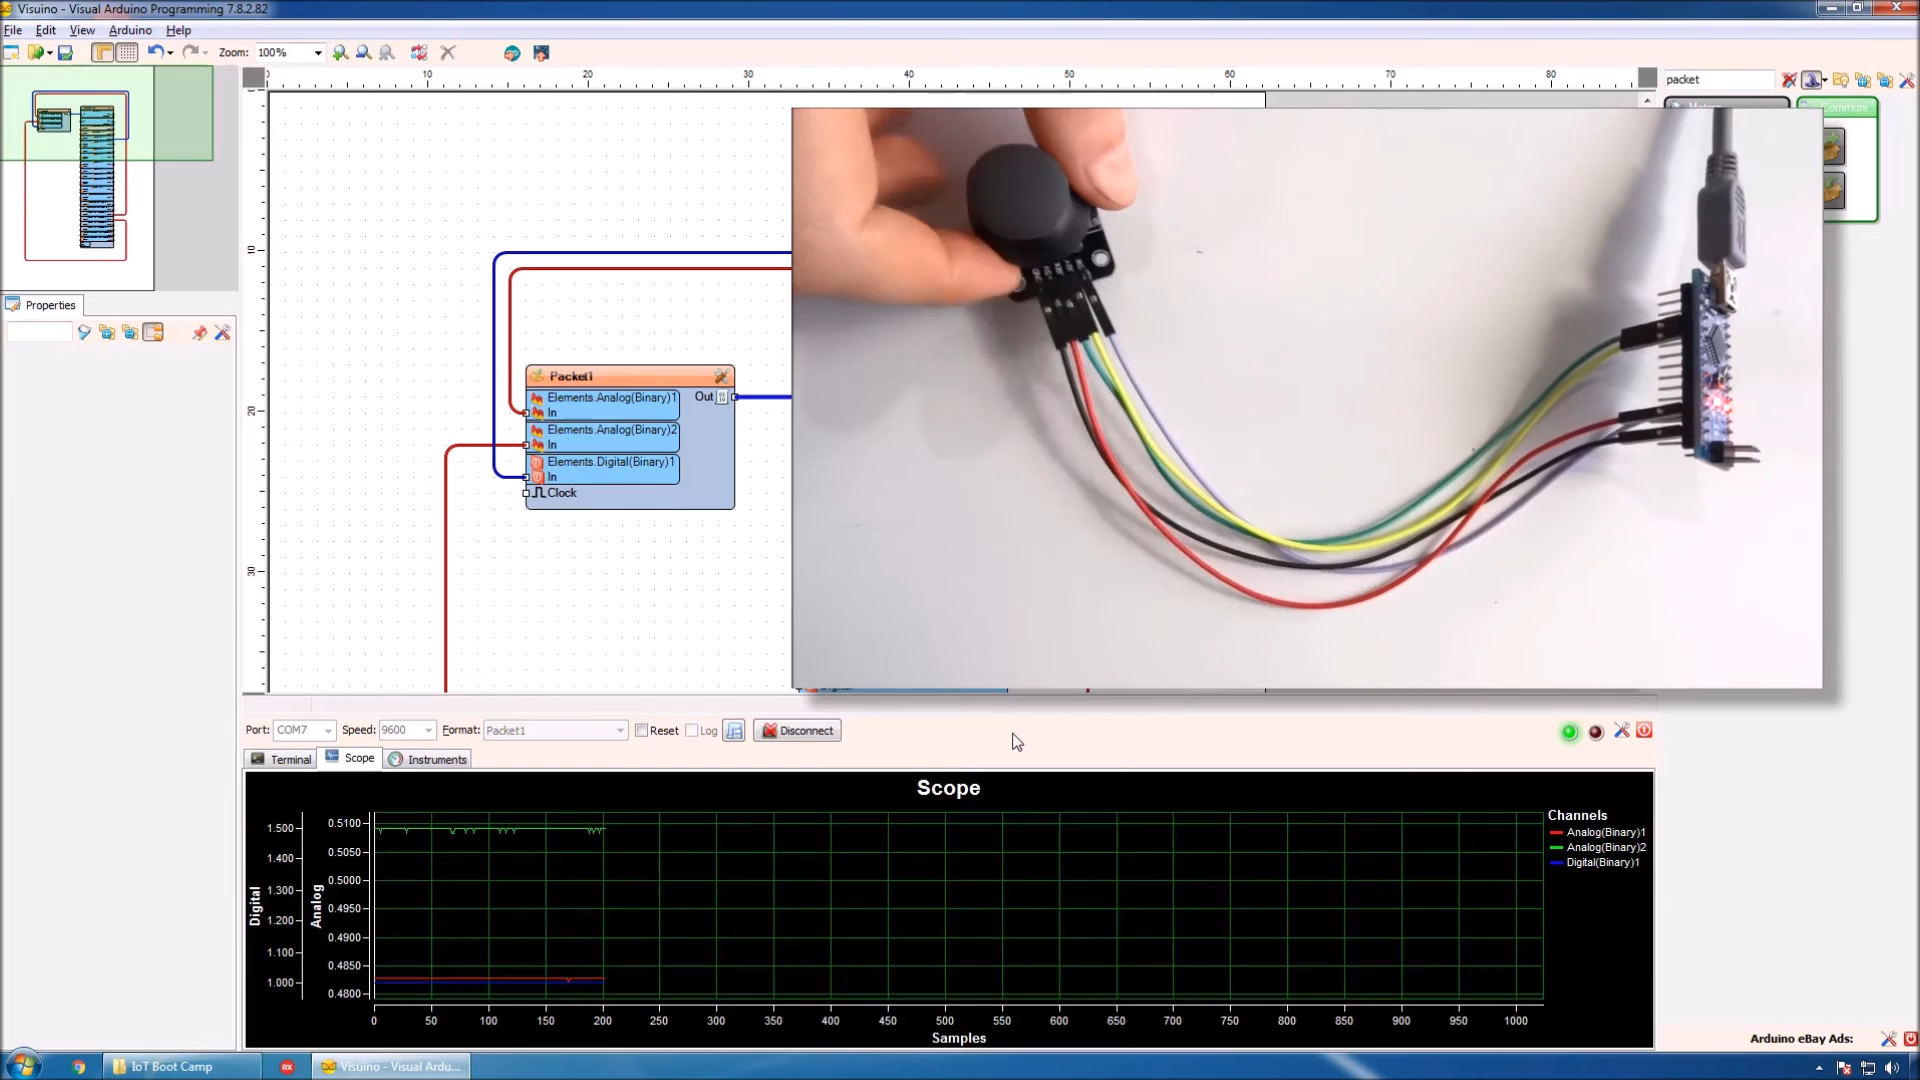 Visuino - Visual Arduino Programming 7.8.2.82
File Edit View Arduino Help
Zoom: 100%
packet
10 20 30 40 50 60 70 80
10
20
30
Communi...
Properties
Packet1
Elements.Analog(Binary)1
In
Out
Elements.Analog(Binary)2
In
Elements.Digital(Binary)1
In
Clock
Port: COM7 Speed: 9600 Format: Packet1 Reset Log Disconnect
Terminal Scope Instruments
Scope
Digital
1.500
1.400
1.300
1.200
1.100
1.000
Analog
0.5100
0.5050
0.5000
0.4950
0.4900
0.4850
0.4800
0 50 100 150 200 250 300 350 400 450 500 550 600 650 700 750 800 850 900 950 1000
Samples
Channels
Analog(Binary)1
Analog(Binary)2
Digital(Binary)1
Arduino eBay Ads:
IoT Boot Camp
RX
Visuino - Visual Ardu...